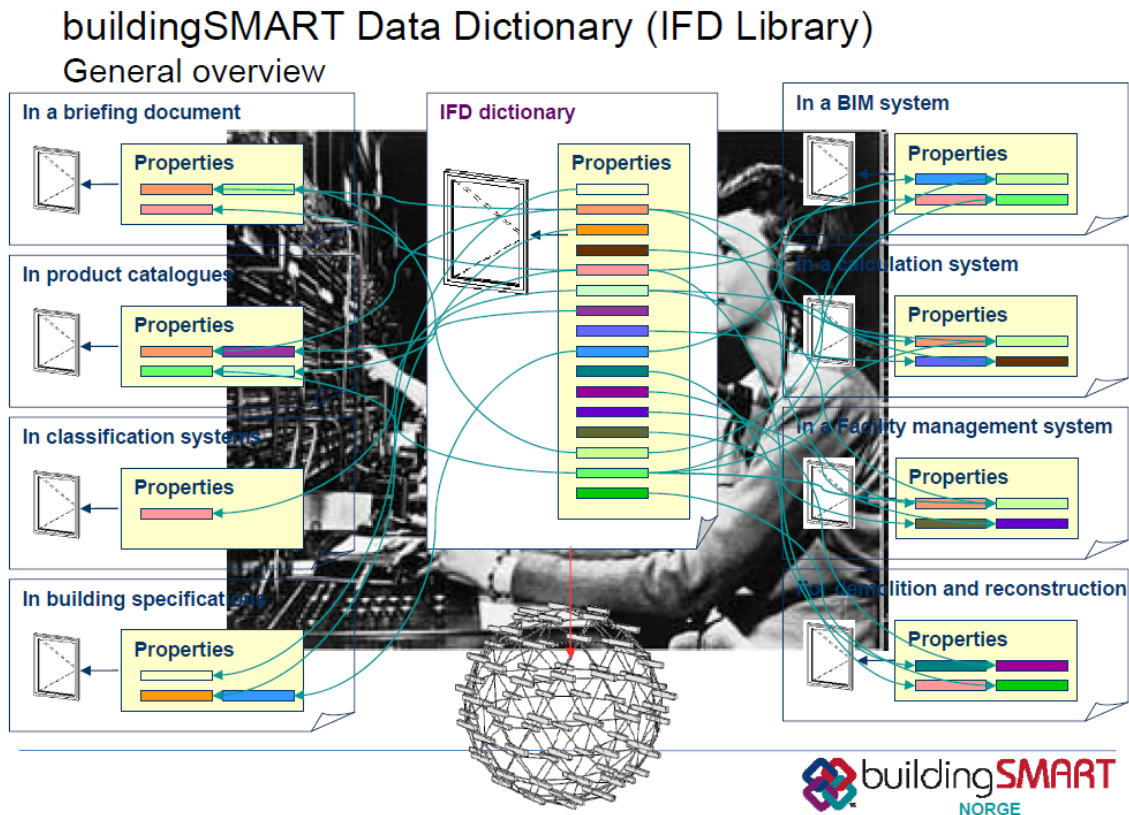 buildingSMART Data Dictionary (IFD Library)
General overview
In a briefing document
Properties
In product catalogues
Properties
In classification systems
Properties
In building specifications
Properties
IFD dictionary
Properties
In a BIM system
Properties
In a calculation system
Properties
In a Facility management system
Properties
For demolition and reconstruction
Properties
buildingSMART
NORGE